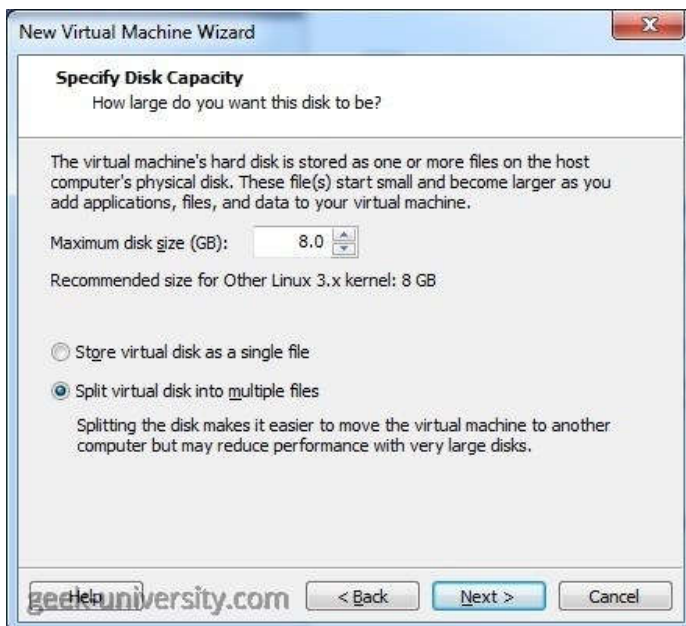 New Virtual Machine Wizard
Specify Disk Capacity
How large do you want this disk to be?
The virtual machine's hard disk is stored as one or more files on the host
computer's physical disk. These file(s) start small and become larger as you
add applications, files, and data to your virtual machine.
Maximum disk size (GB): 8.0
Recommended size for Other Linux 3.x kernel: 8 GB
Store virtual disk as a single file
Split virtual disk into multiple files
Splitting the disk makes it easier to move the virtual machine to another
computer but may reduce performance with very large disks.
Help < Back Next > Cancel
geek-university.com